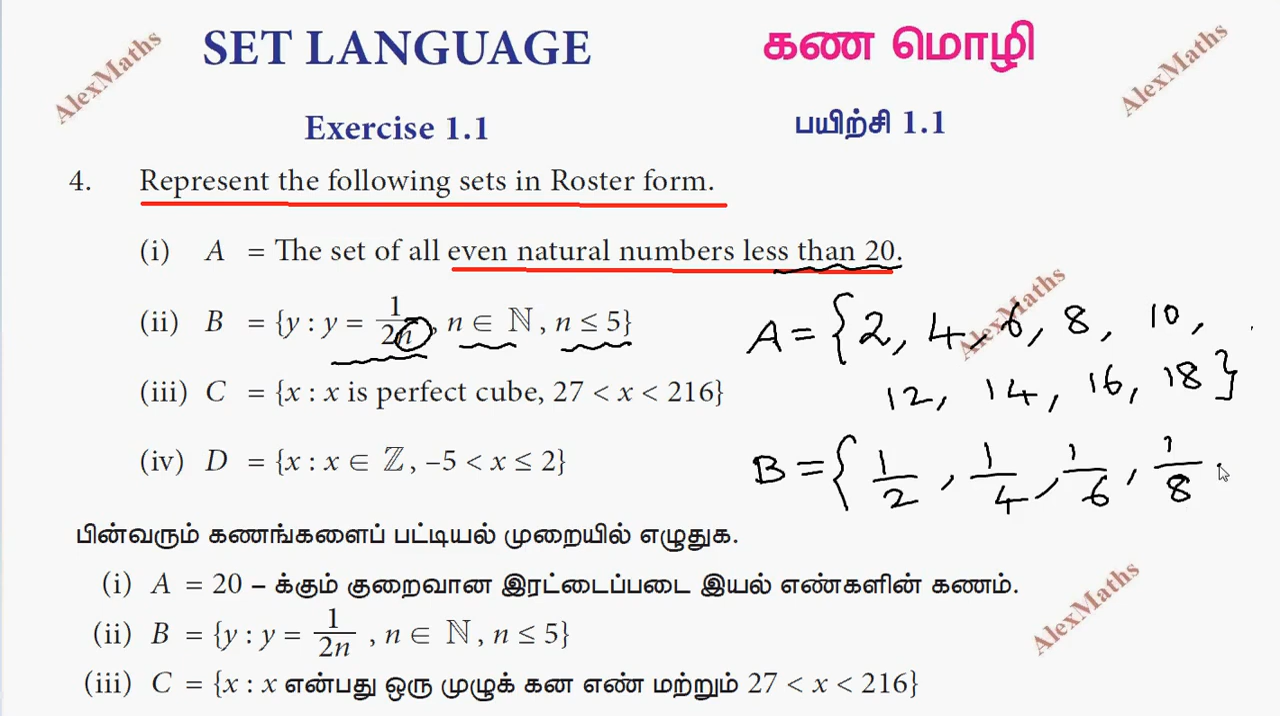 SET LANGUAGE கண மொழி
AlexMaths
AlexMaths
Exercise 1.1 பயிற்சி 1.1
4. Represent the following sets in Roster form.
(i) A = The set of all even natural numbers less than 20.
(ii) B = {y : y = 1/2n , n ∈ ℕ, n ≤ 5}
(iii) C = {x : x is perfect cube, 27 < x < 216}
(iv) D = {x : x ∈ ℤ, –5 < x ≤ 2}
AlexMaths
A = {2, 4, 6, 8, 10,
12, 14, 16, 18}
B = {1/2, 1/4, 1/6, 1/8
பின்வரும் கணங்களைப் பட்டியல் முறையில் எழுதுக.
(i) A = 20 – க்கும் குறைவான இரட்டைப்படை இயல் எண்களின் கணம்.
(ii) B = {y : y = 1/2n , n ∈ ℕ, n ≤ 5}
(iii) C = {x : x என்பது ஒரு முழுக் கன எண் மற்றும் 27 < x < 216}
AlexMaths